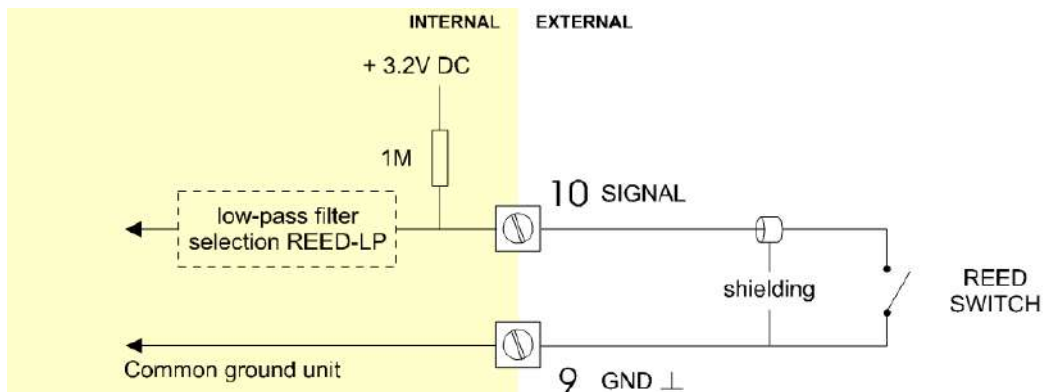 INTERNAL EXTERNAL
+ 3.2V DC
1M
10 SIGNAL
low-pass filter
selection REED-LP
shielding
REED
SWITCH
Common ground unit
9 GND ⊥